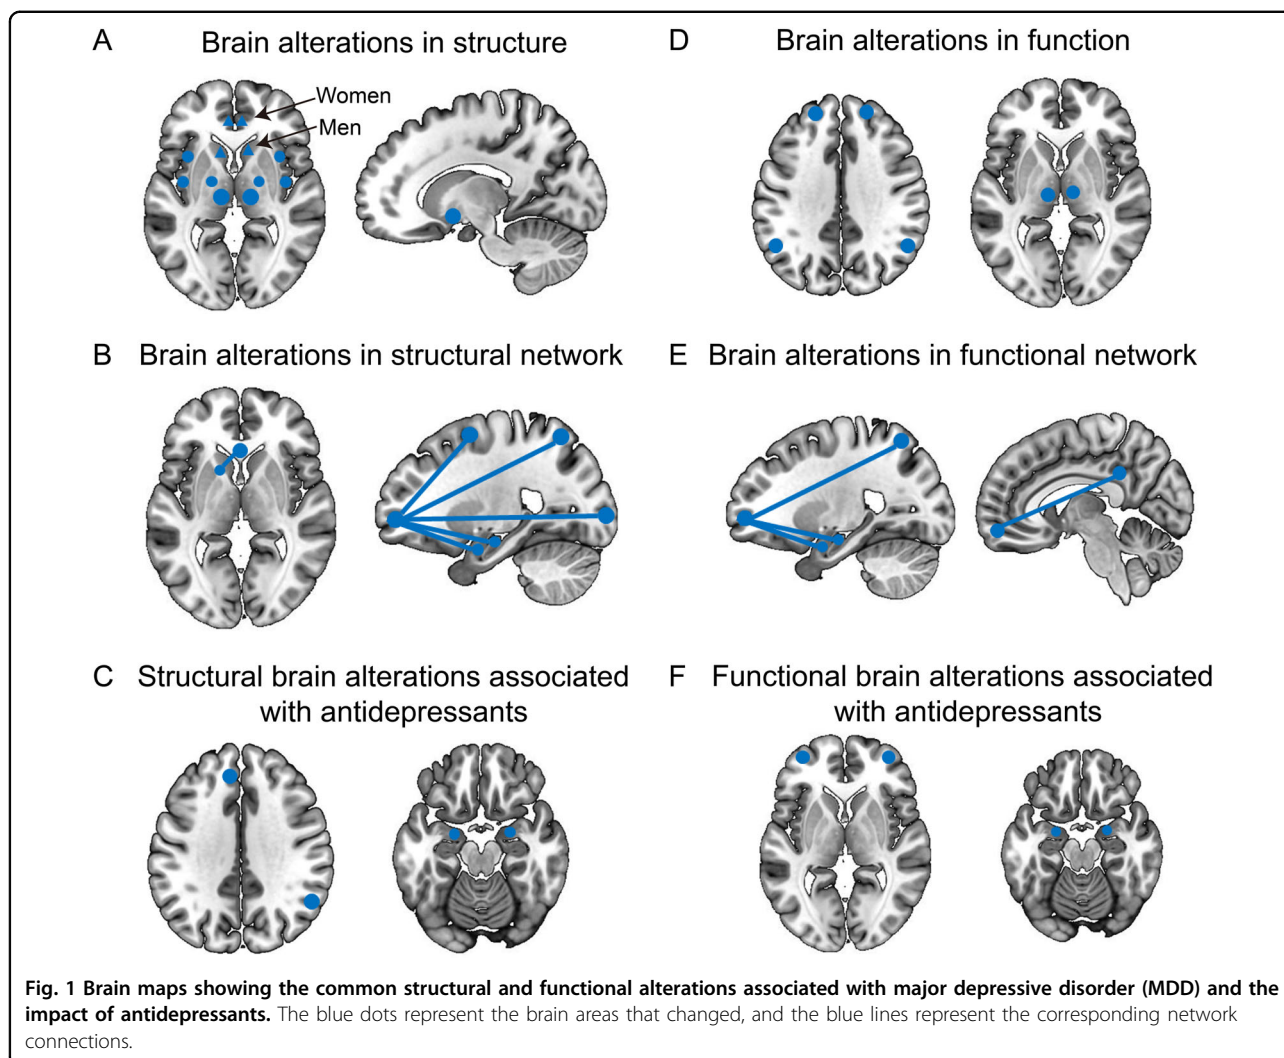 A Brain alterations in structure
Women
Men
D Brain alterations in function
B Brain alterations in structural network
E Brain alterations in functional network
C Structural brain alterations associated
with antidepressants
F Functional brain alterations associated
with antidepressants
Fig. 1 Brain maps showing the common structural and functional alterations associated with major depressive disorder (MDD) and the
impact of antidepressants. The blue dots represent the brain areas that changed, and the blue lines represent the corresponding network
connections.